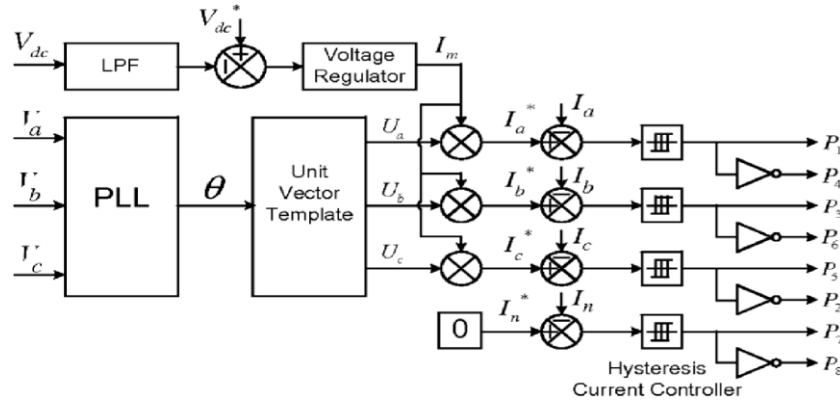 V_dc*
V_dc
LPF
Voltage
Regulator
I_m
V_a
V_b
V_c
PLL
θ
Unit
Vector
Template
U_a
U_b
U_c
I_a*
I_a
I_b*
I_b
I_c*
I_c
0
I_n*
I_n
P_1
P_4
P_3
P_6
P_5
P_2
P_7
P_8
Hysteresis
Current Controller